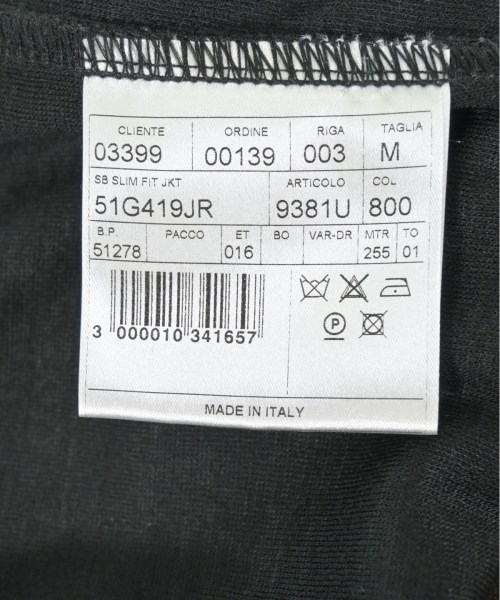 CLIENTE ORDINE RIGA TAGLIA
03399 00139 003 M
SB SLIM FIT JKT ARTICOLO COL
51G419JR 9381U 800
B.P. PACCO ET BO VAR-DR MTR TO
51278 016 255 01
3 000010 341657
P
MADE IN ITALY